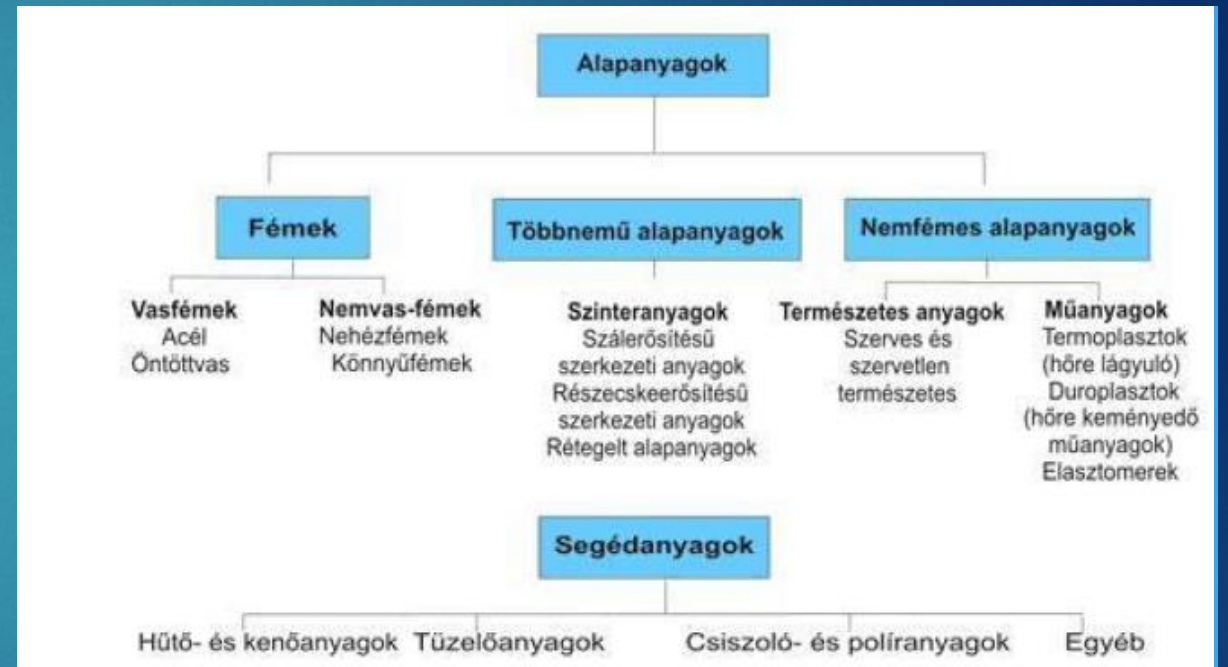 Alapanyagok
Fémek
Többnemű alapanyagok
Nemfémes alapanyagok
Vasfémek
Acél
Öntöttvas
Nemvas-fémek
Nehézfémek
Könnyűfémek
Szinteranyagok
Szálerősítésű
szerkezeti anyagok
Részecskeerősítésű
szerkezeti anyagok
Rétegelt alapanyagok
Természetes anyagok
Szerves és
szervetlen
természetes
Műanyagok
Termoplasztok
(hőre lágyuló)
Duroplasztok
(hőre keményedő
műanyagok)
Elasztomerek
Segédanyagok
Hűtő- és kenőanyagok
Tüzelőanyagok
Csiszoló- és políranyagok
Egyéb